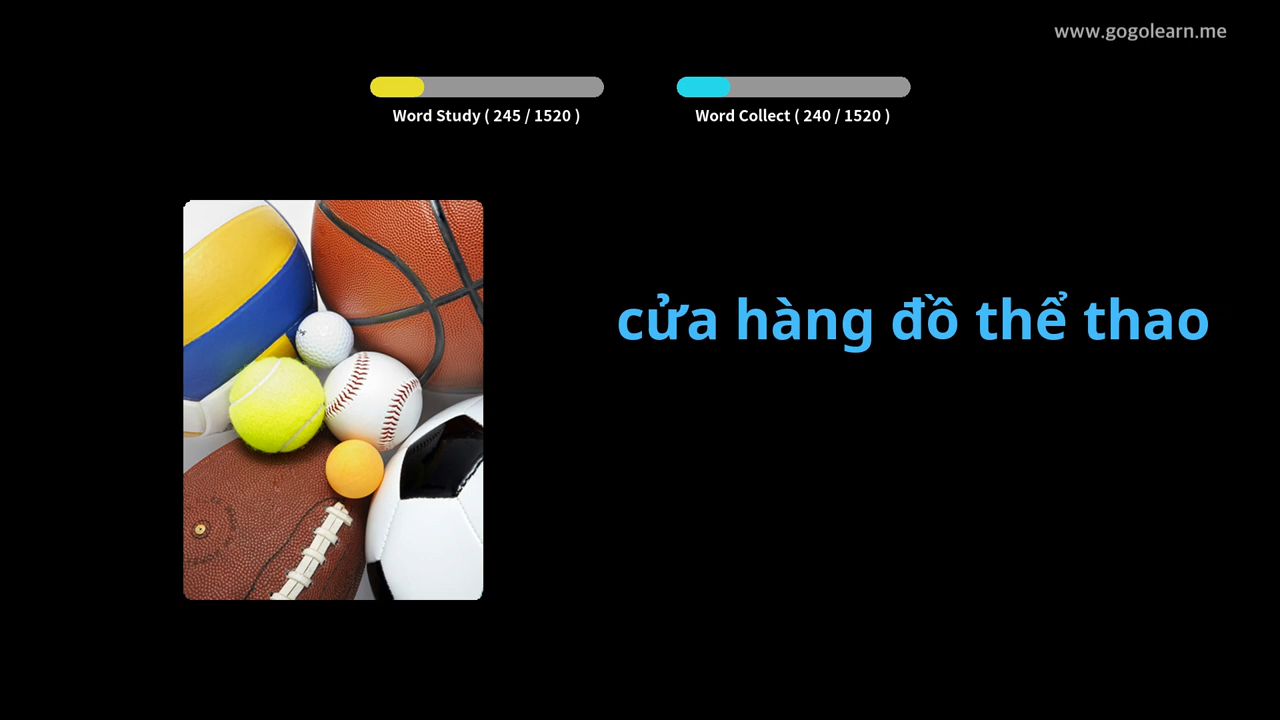 www.gogolearn.me
Word Study ( 245 / 1520 )
Word Collect ( 240 / 1520 )
cửa hàng đồ thể thao